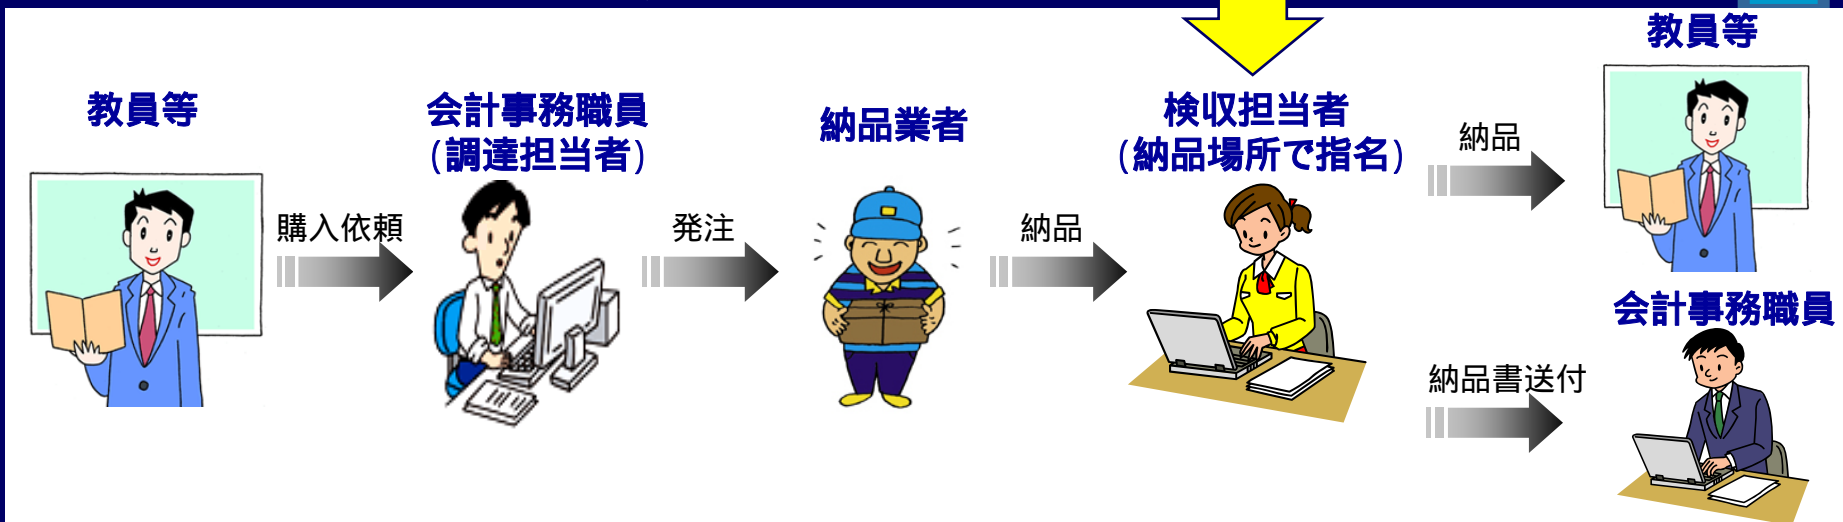 教員等
購入依頼
会計事務職員
(調達担当者)
発注
納品業者
納品
検収担当者
(納品場所で指名)
納品
教員等
納品書送付
会計事務職員